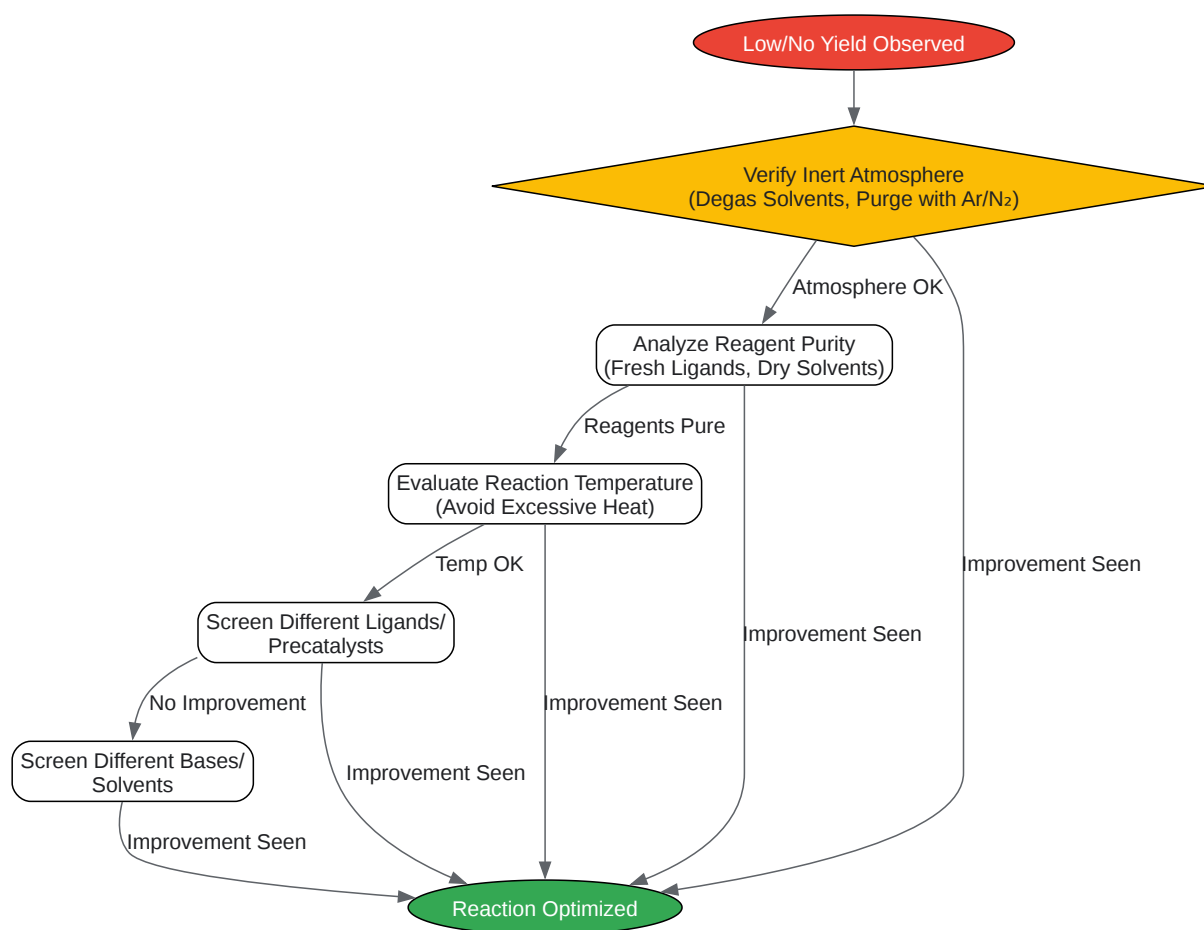 Low/No Yield Observed
Verify Inert Atmosphere
(Degas Solvents, Purge with Ar/N₂)
Atmosphere OK
Analyze Reagent Purity
(Fresh Ligands, Dry Solvents)
Reagents Pure
Evaluate Reaction Temperature
(Avoid Excessive Heat)
Temp OK
Improvement Seen
Screen Different Ligands/
Precatalysts
Improvement Seen
No Improvement
Improvement Seen
Screen Different Bases/
Solvents
Improvement Seen
Improvement Seen
Reaction Optimized